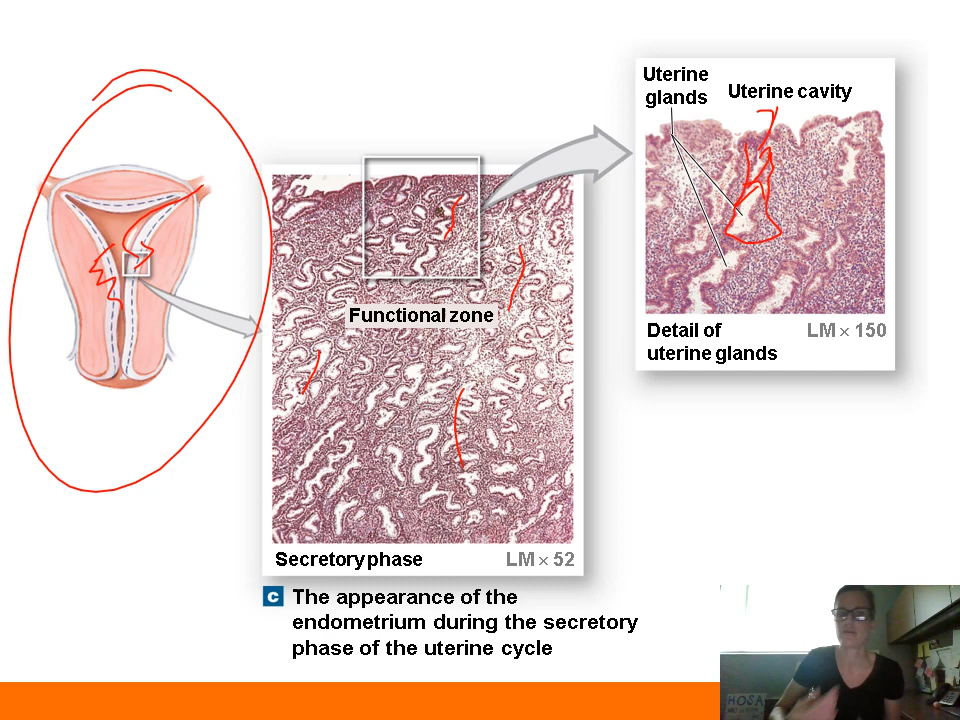 Uterine
glands
Uterine cavity
Functional zone
Detail of
uterine glands
LM × 150
Secretory phase
LM × 52
c The appearance of the
endometrium during the secretory
phase of the uterine cycle
HOSA